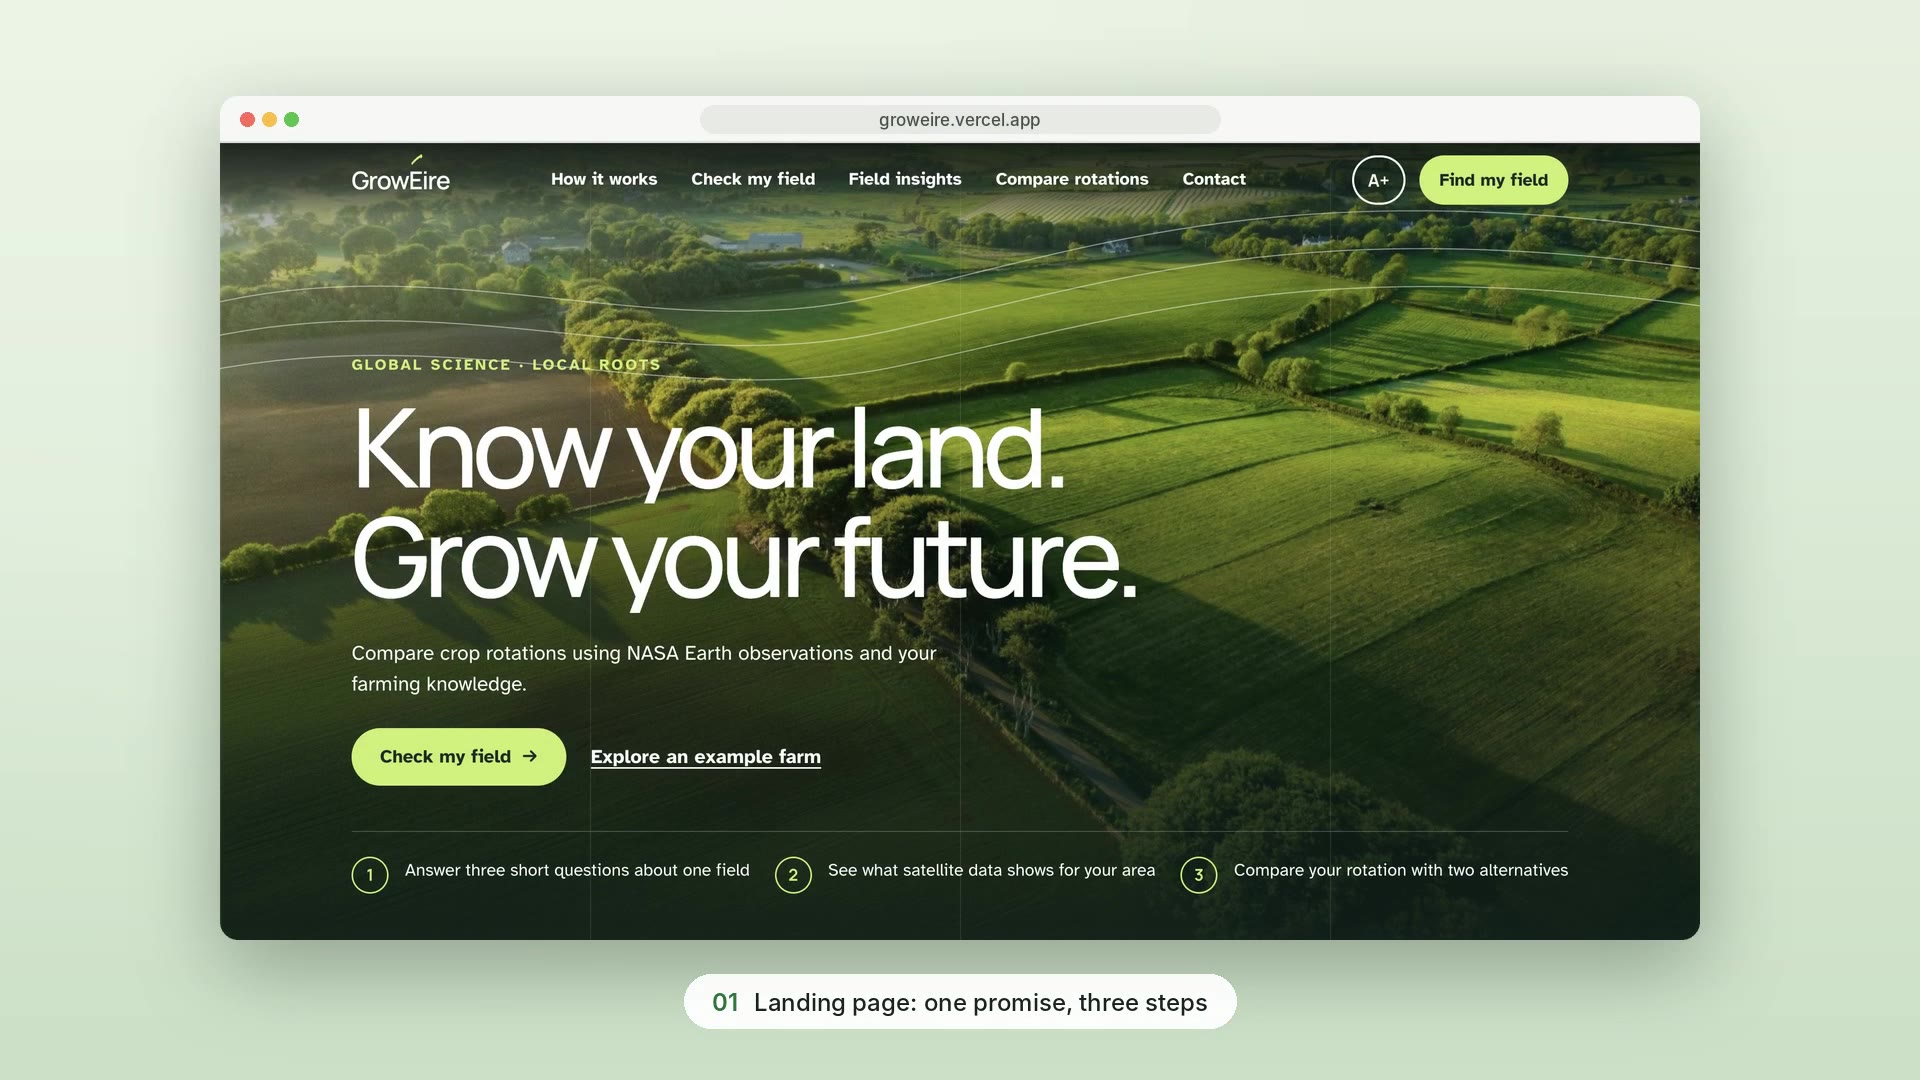 groweire.vercel.app
GrowÉire
How it works
Check my field
Field insights
Compare rotations
Contact
A+
Find my field
GLOBAL SCIENCE · LOCAL ROOTS
Know your land.
Grow your future.
Compare crop rotations using NASA Earth observations and your
farming knowledge.
Check my field →
Explore an example farm
1 Answer three short questions about one field
2 See what satellite data shows for your area
3 Compare your rotation with two alternatives
01 Landing page: one promise, three steps